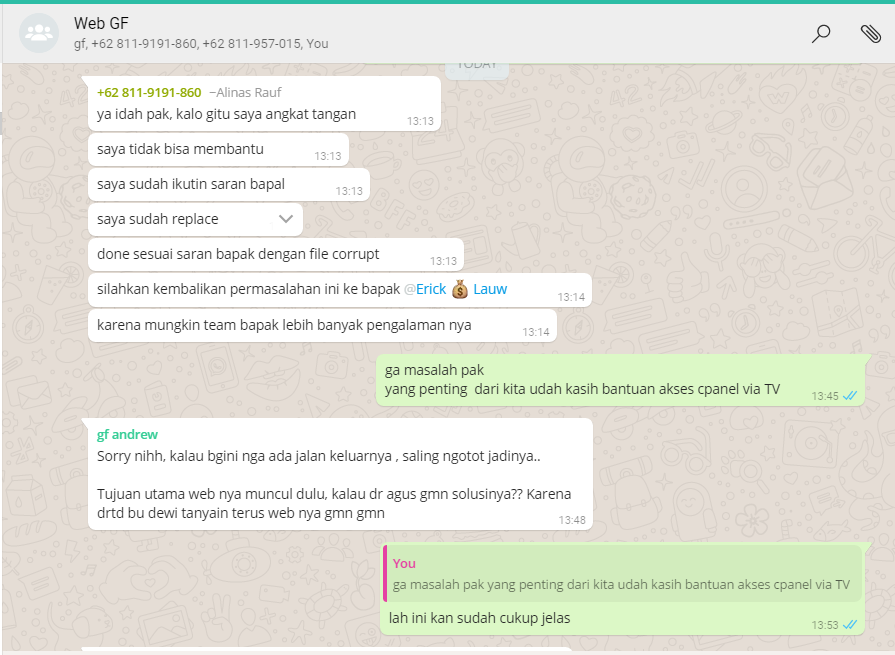 Web GF
gf, +62 811-9191-860, +62 811-957-015, You
TODAY
+62 811-9191-860 ~Alinas Rauf
ya idah pak, kalo gitu saya angkat tangan
13:13
saya tidak bisa membantu
13:13
saya sudah ikutin saran bapal
13:13
saya sudah replace
done sesuai saran bapak dengan file corrupt
13:13
silahkan kembalikan permasalahan ini ke bapak @Erick 💰 Lauw
13:14
karena mungkin team bapak lebih banyak pengalaman nya
13:14
ga masalah pak
yang penting dari kita udah kasih bantuan akses cpanel via TV
13:45
gf andrew
Sorry nihh, kalau bgini nga ada jalan keluarnya , saling ngotot jadinya..
Tujuan utama web nya muncul dulu, kalau dr agus gmn solusinya?? Karena
drtd bu dewi tanyain terus web nya gmn gmn
13:48
You
ga masalah pak yang penting dari kita udah kasih bantuan akses cpanel via TV
lah ini kan sudah cukup jelas
13:53